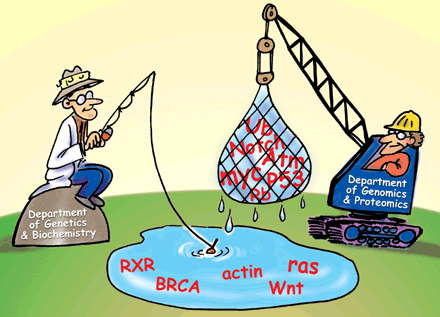 Ub
Notch
Atm
myc P53
Rb
Department
of Genetics
& Biochemistry
Department
of Genomics
& Proteomics
RXR
BRCA
actin
ras
Wnt